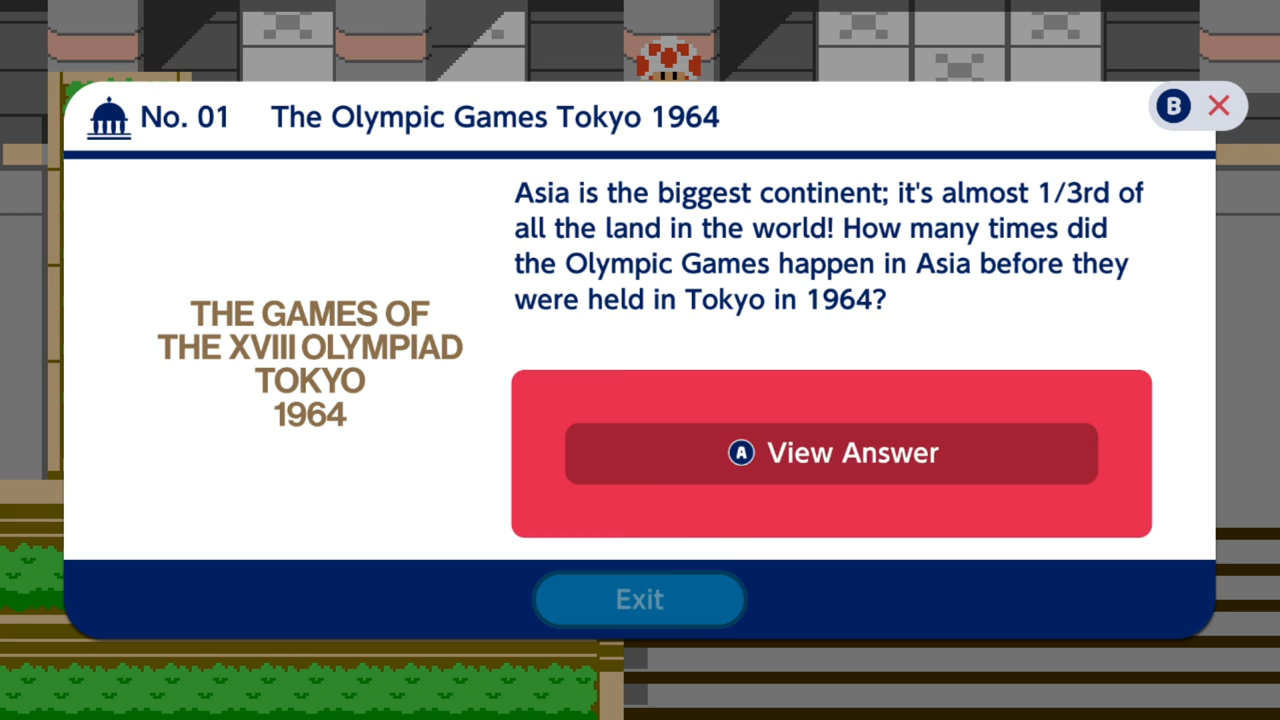 No. 01 The Olympic Games Tokyo 1964
B
Asia is the biggest continent; it's almost 1/3rd of
all the land in the world! How many times did
the Olympic Games happen in Asia before they
were held in Tokyo in 1964?
THE GAMES OF
THE XVIII OLYMPIAD
TOKYO
1964
A View Answer
Exit